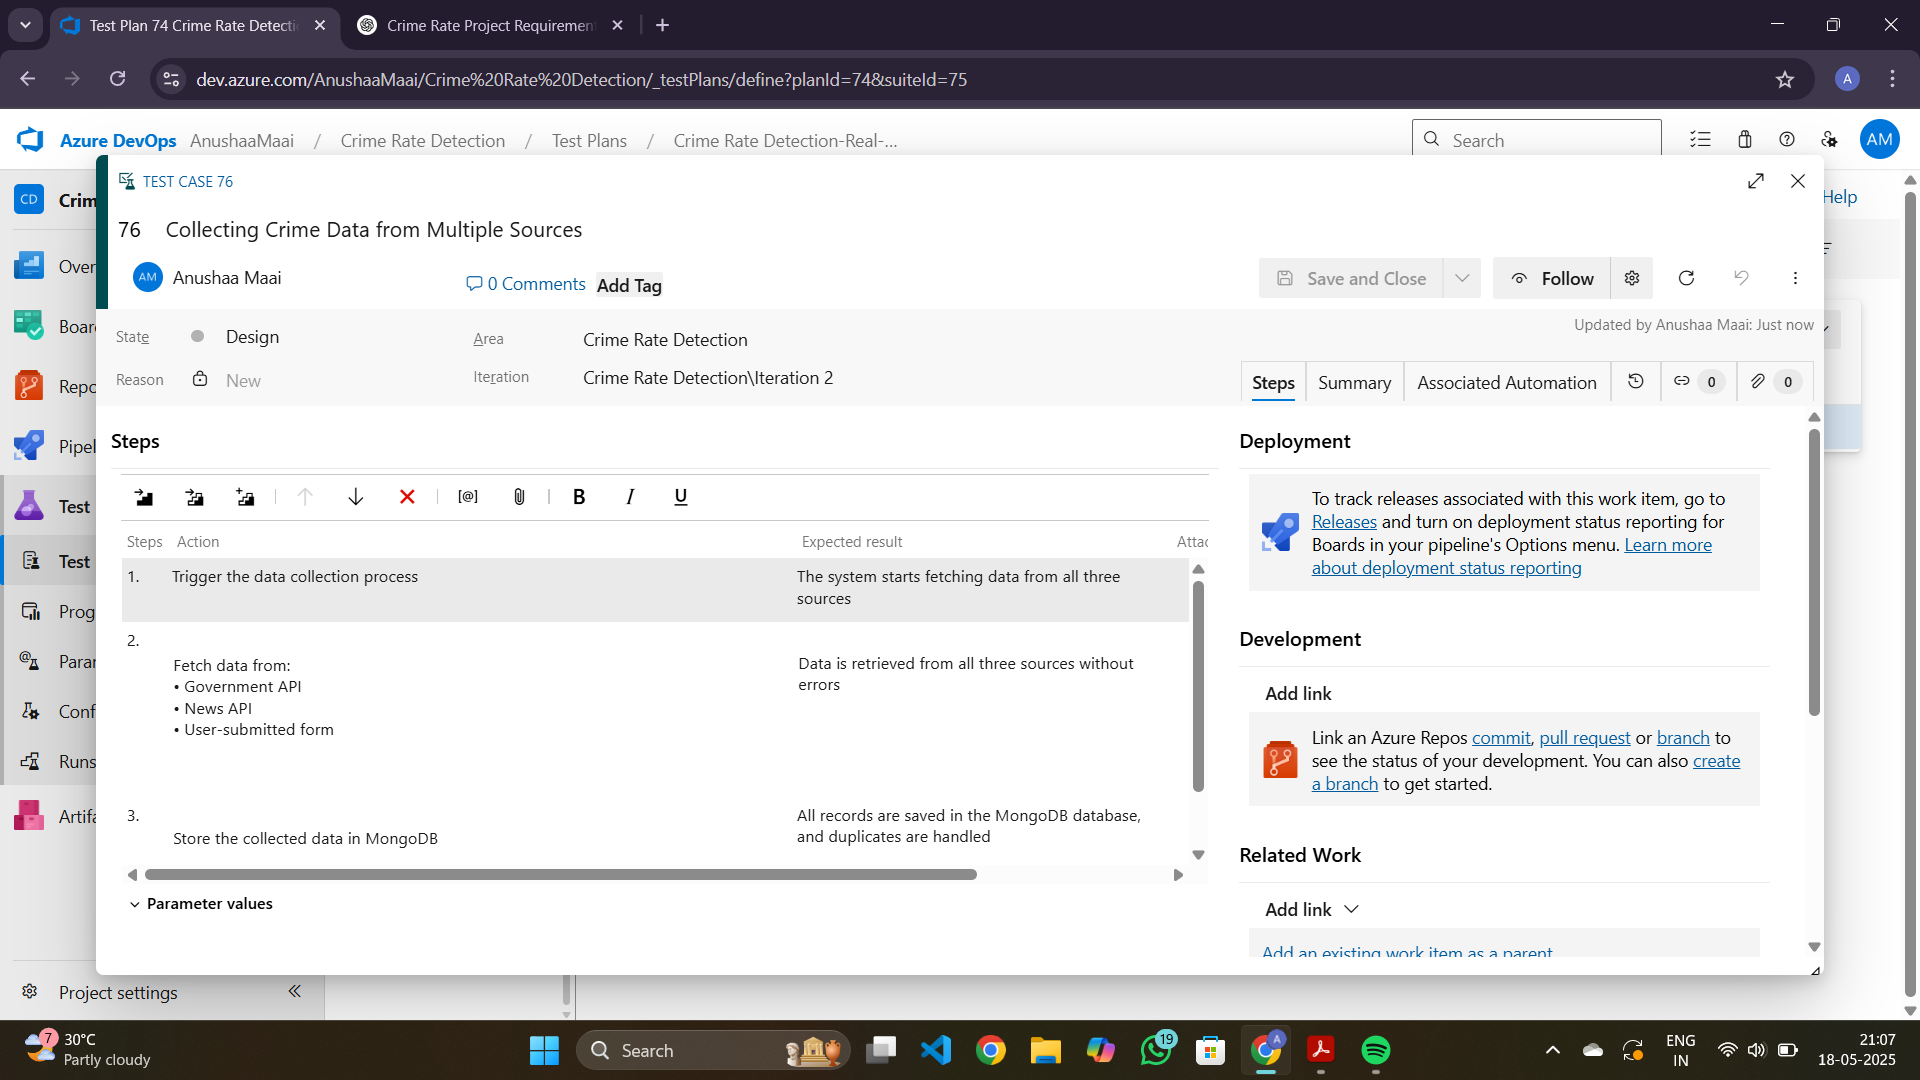 Test Plan 74 Crime Rate Detecti
Crime Rate Project Requiremen
dev.azure.com/AnushaaMaai/Crime%20Rate%20Detection/_testPlans/define?planId=74&suiteId=75
A
Azure DevOps AnushaaMaai / Crime Rate Detection / Test Plans / Crime Rate Detection-Real-...
Search
AM
CD
Crim
Over
Boar
Repo
Pipel
Test
Test
Prog
Parar
Conf
Runs
Artifa
Project settings
Help
TEST CASE 76
76 Collecting Crime Data from Multiple Sources
AM Anushaa Maai
0 Comments
Add Tag
Save and Close
Follow
State
Design
Area
Crime Rate Detection
Updated by Anushaa Maai: Just now
Reason
New
Iteration
Crime Rate Detection\Iteration 2
Steps
Summary
Associated Automation
0
0
Steps
[@]
B
I
U
Steps Action Expected result Attac
1. Trigger the data collection process
The system starts fetching data from all three
sources
2.
Fetch data from:
• Government API
• News API
• User-submitted form
Data is retrieved from all three sources without
errors
3.
Store the collected data in MongoDB
All records are saved in the MongoDB database,
and duplicates are handled
Parameter values
Deployment
To track releases associated with this work item, go to
Releases and turn on deployment status reporting for
Boards in your pipeline's Options menu. Learn more
about deployment status reporting
Development
Add link
Link an Azure Repos commit, pull request or branch to
see the status of your development. You can also create
a branch to get started.
Related Work
Add link
Add an existing work item as a parent
7
30°C
Partly cloudy
Search
19
A
ENG
IN
21:07
18-05-2025